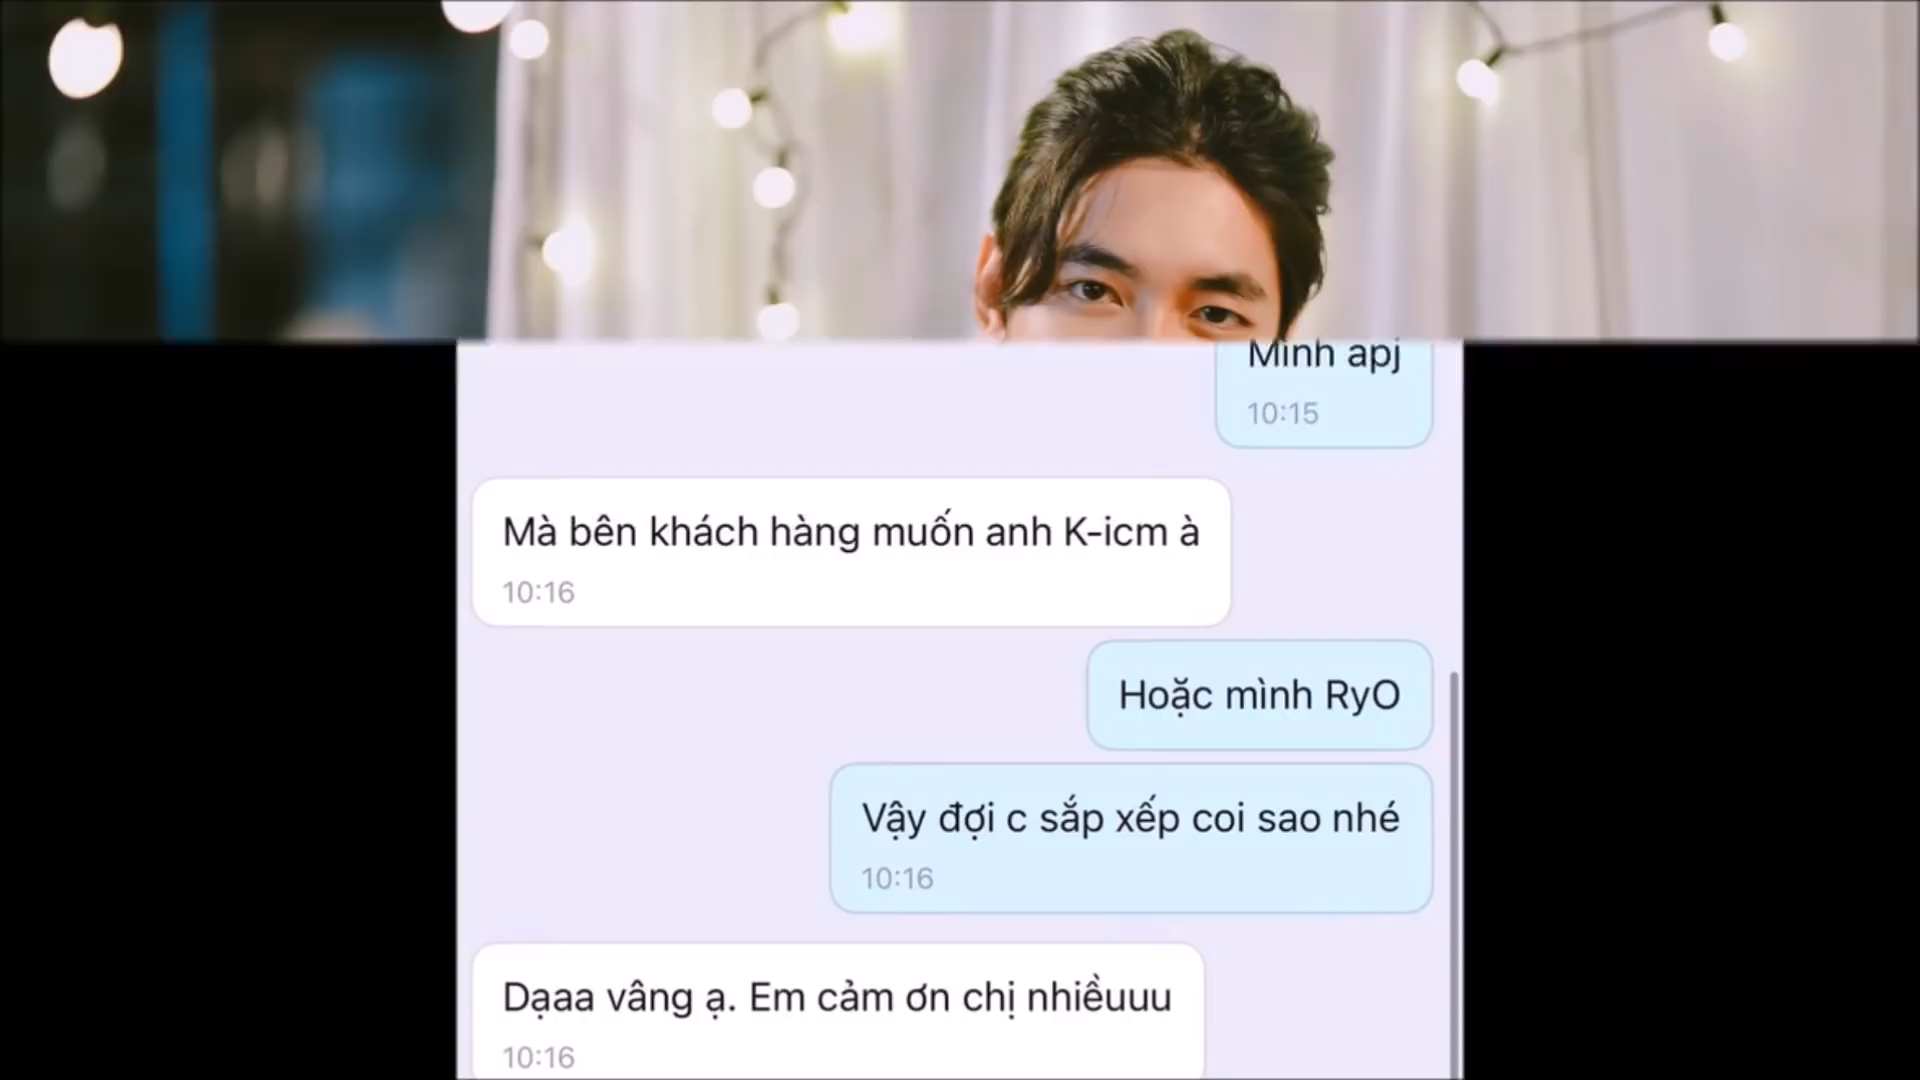 Mình apj
10:15
Mà bên khách hàng muốn anh K-icm à
10:16
Hoặc mình RyO
Vậy đợi c sắp xếp coi sao nhé
10:16
Dạaa vâng ạ. Em cảm ơn chị nhiềuuu
10:16